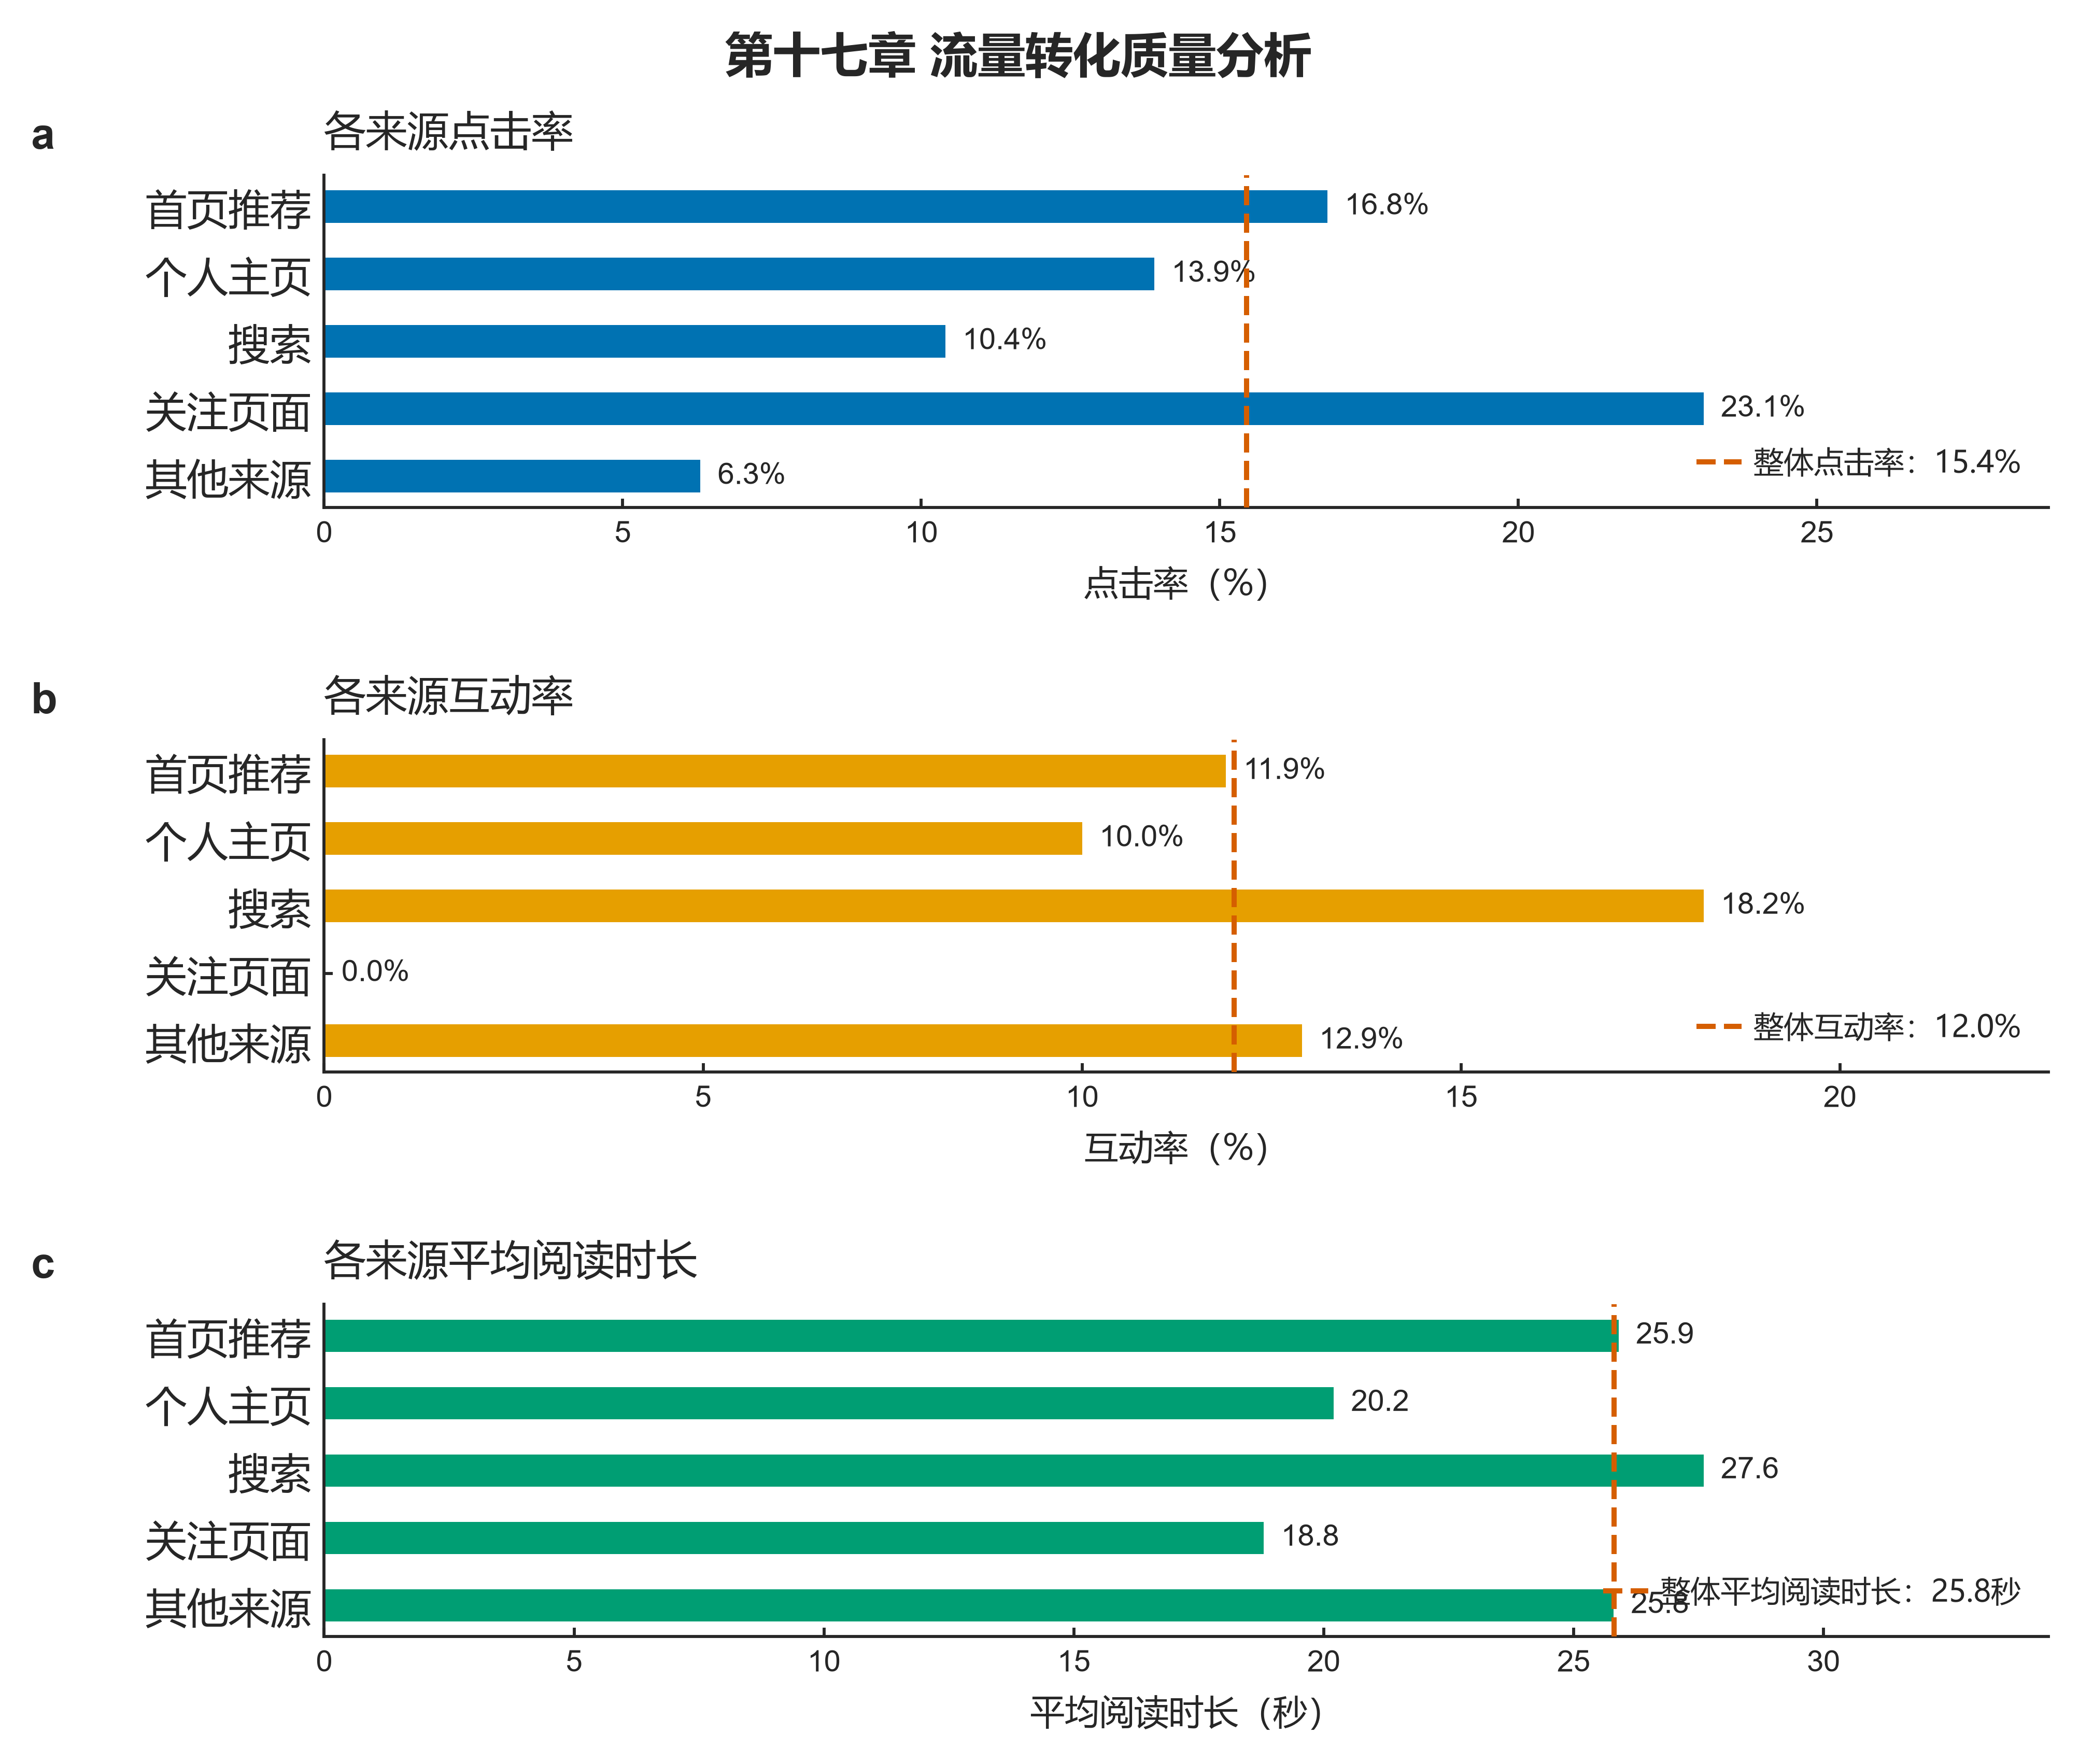 第十七章 流量转化质量分析
a
各来源点击率
首页推荐 16.8%
个人主页 13.9%
搜索 10.4%
关注页面 23.1%
整体点击率：15.4%
其他来源 6.3%
0 5 10 15 20 25
点击率（%）
b
各来源互动率
首页推荐 11.9%
个人主页 10.0%
搜索 18.2%
关注页面 0.0%
整体互动率：12.0%
其他来源 12.9%
0 5 10 15 20
互动率（%）
c
各来源平均阅读时长
首页推荐 25.9
个人主页 20.2
搜索 27.6
关注页面 18.8
整体平均阅读时长：25.8秒
其他来源 25.8
0 5 10 15 20 25 30
平均阅读时长（秒）